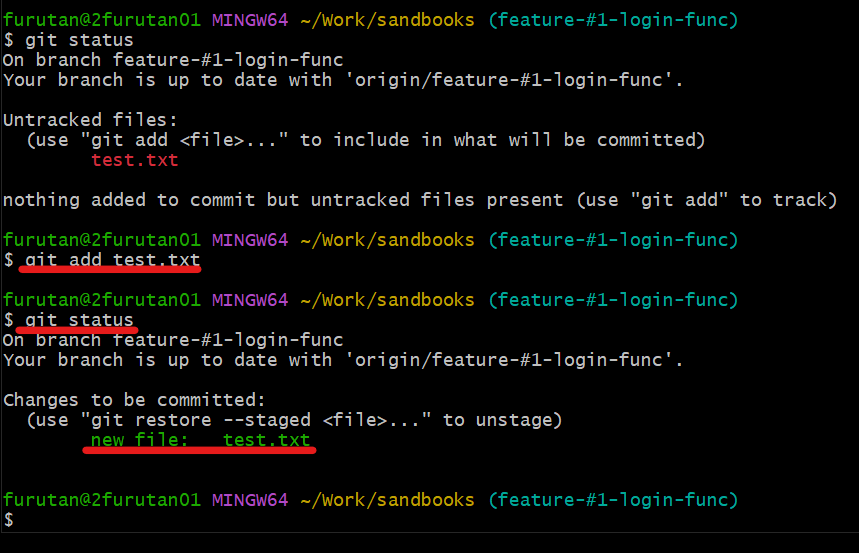 furutan@2furutan01 MINGW64 ~/Work/sandbooks (feature-#1-login-func)
$ git status
On branch feature-#1-login-func
Your branch is up to date with 'origin/feature-#1-login-func'.
Untracked files:
  (use "git add <file>..." to include in what will be committed)
        test.txt
nothing added to commit but untracked files present (use "git add" to track)
furutan@2furutan01 MINGW64 ~/Work/sandbooks (feature-#1-login-func)
$ git add test.txt
furutan@2furutan01 MINGW64 ~/Work/sandbooks (feature-#1-login-func)
$ git status
On branch feature-#1-login-func
Your branch is up to date with 'origin/feature-#1-login-func'.
Changes to be committed:
  (use "git restore --staged <file>..." to unstage)
        new file:   test.txt
furutan@2furutan01 MINGW64 ~/Work/sandbooks (feature-#1-login-func)
$